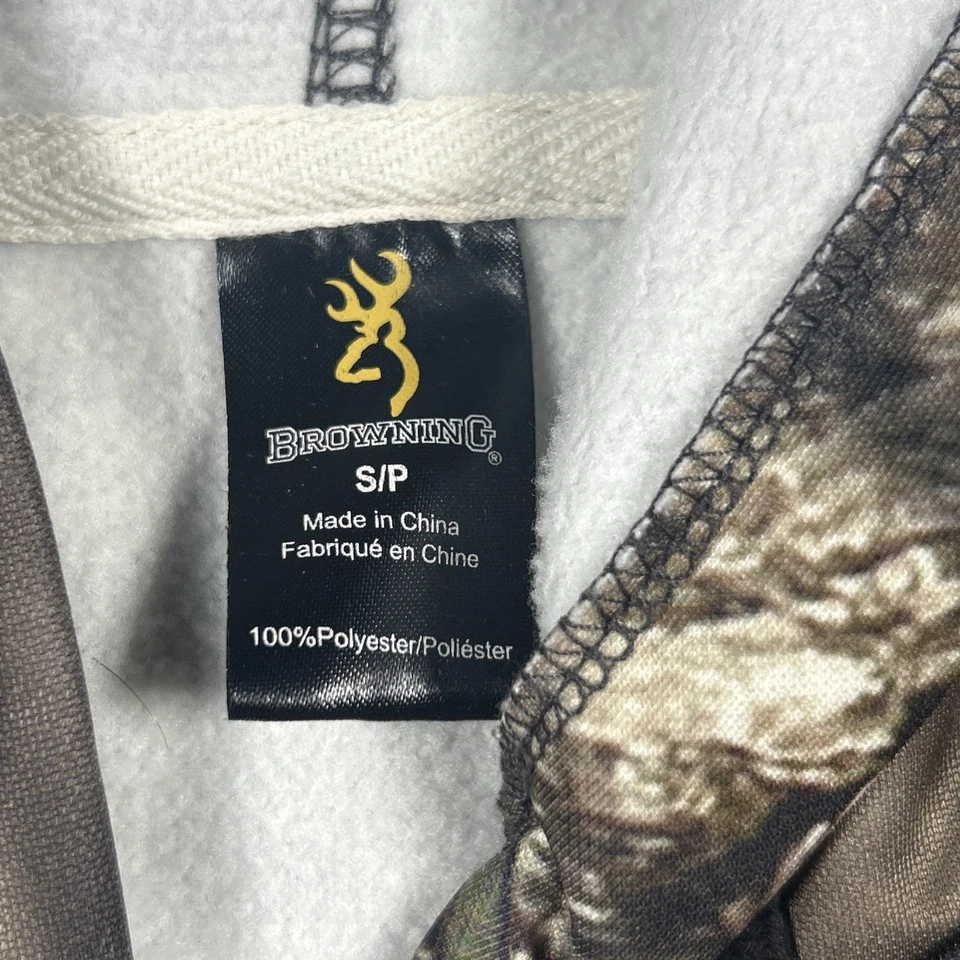 BROWNING®
S/P
Made in China
Fabriqué en Chine
100%Polyester/Poliéster